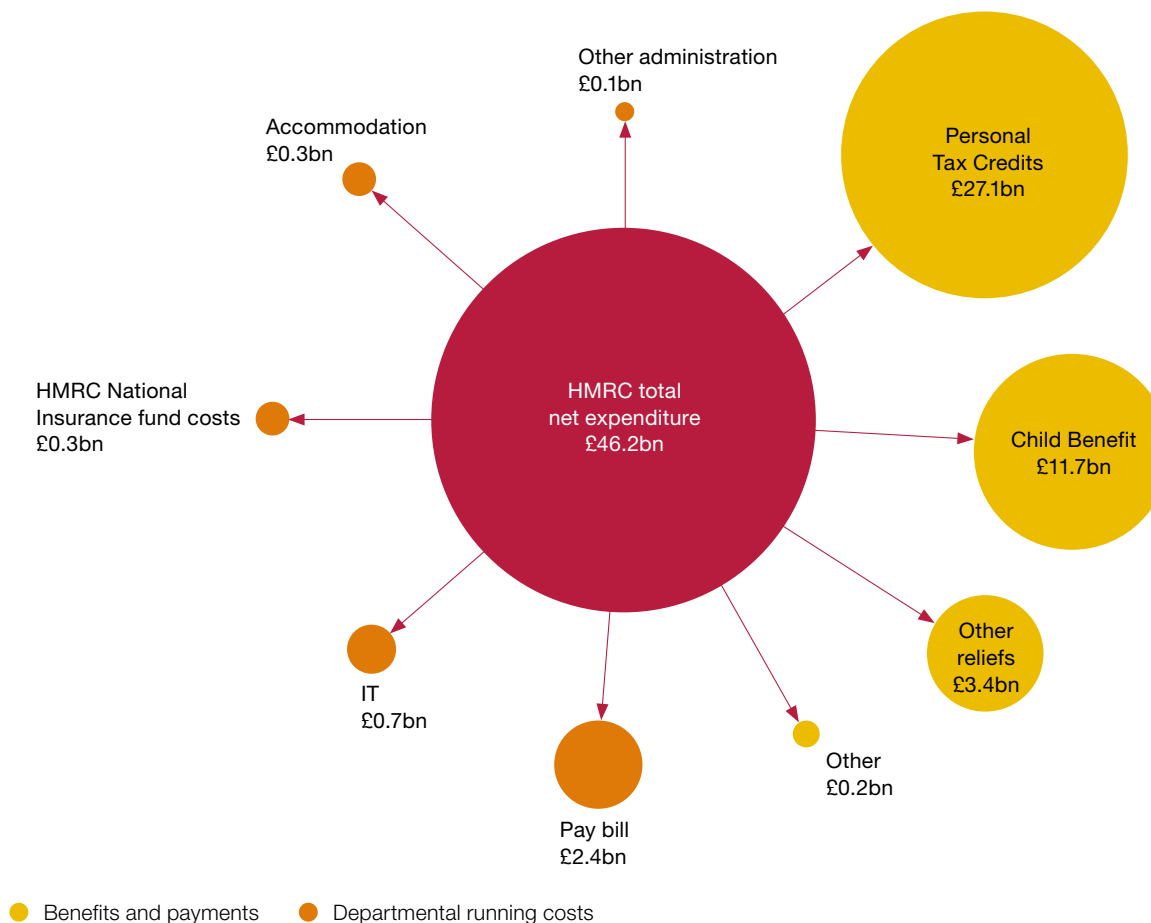 Other administration
£0.1bn
Accommodation
£0.3bn
Personal
Tax Credits
£27.1bn
HMRC National
Insurance fund costs
£0.3bn
HMRC total
net expenditure
£46.2bn
Child Benefit
£11.7bn
Other
reliefs
£3.4bn
IT
£0.7bn
Other
£0.2bn
Pay bill
£2.4bn
Benefits and payments
Departmental running costs